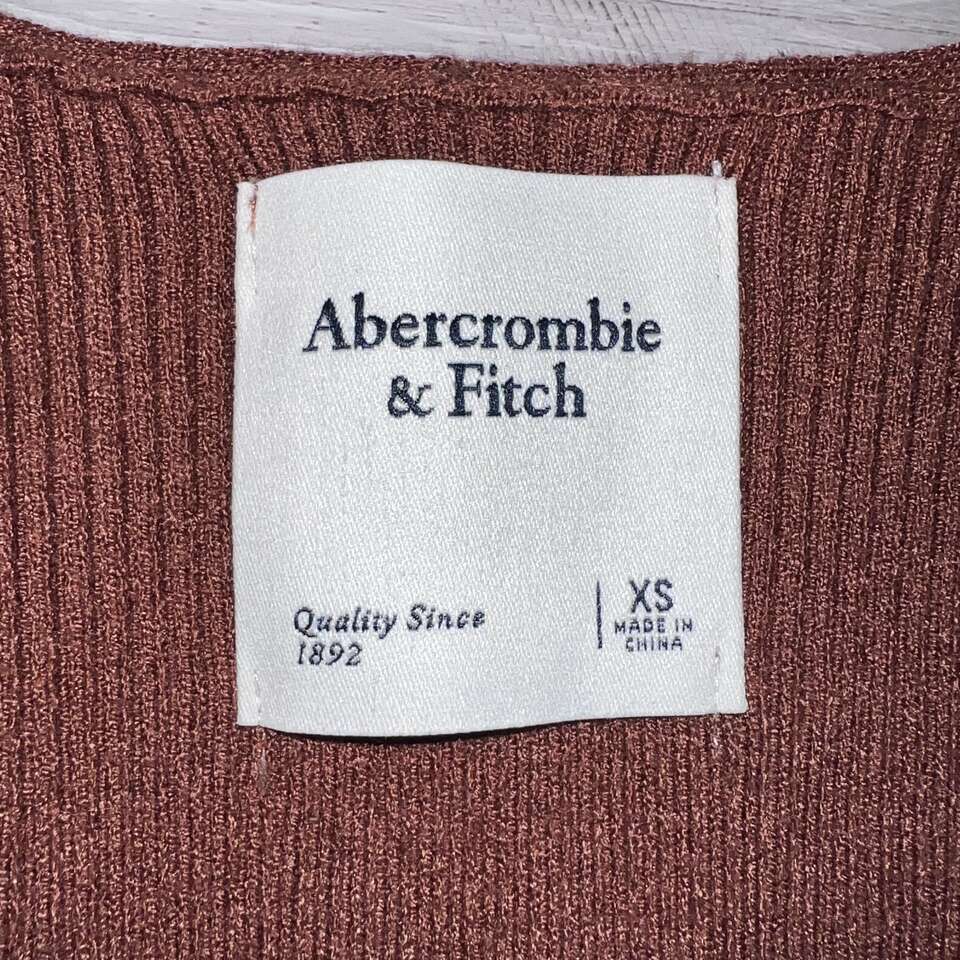 Abercrombie
& Fitch
Quality Since
1892
XS
MADE IN
CHINA